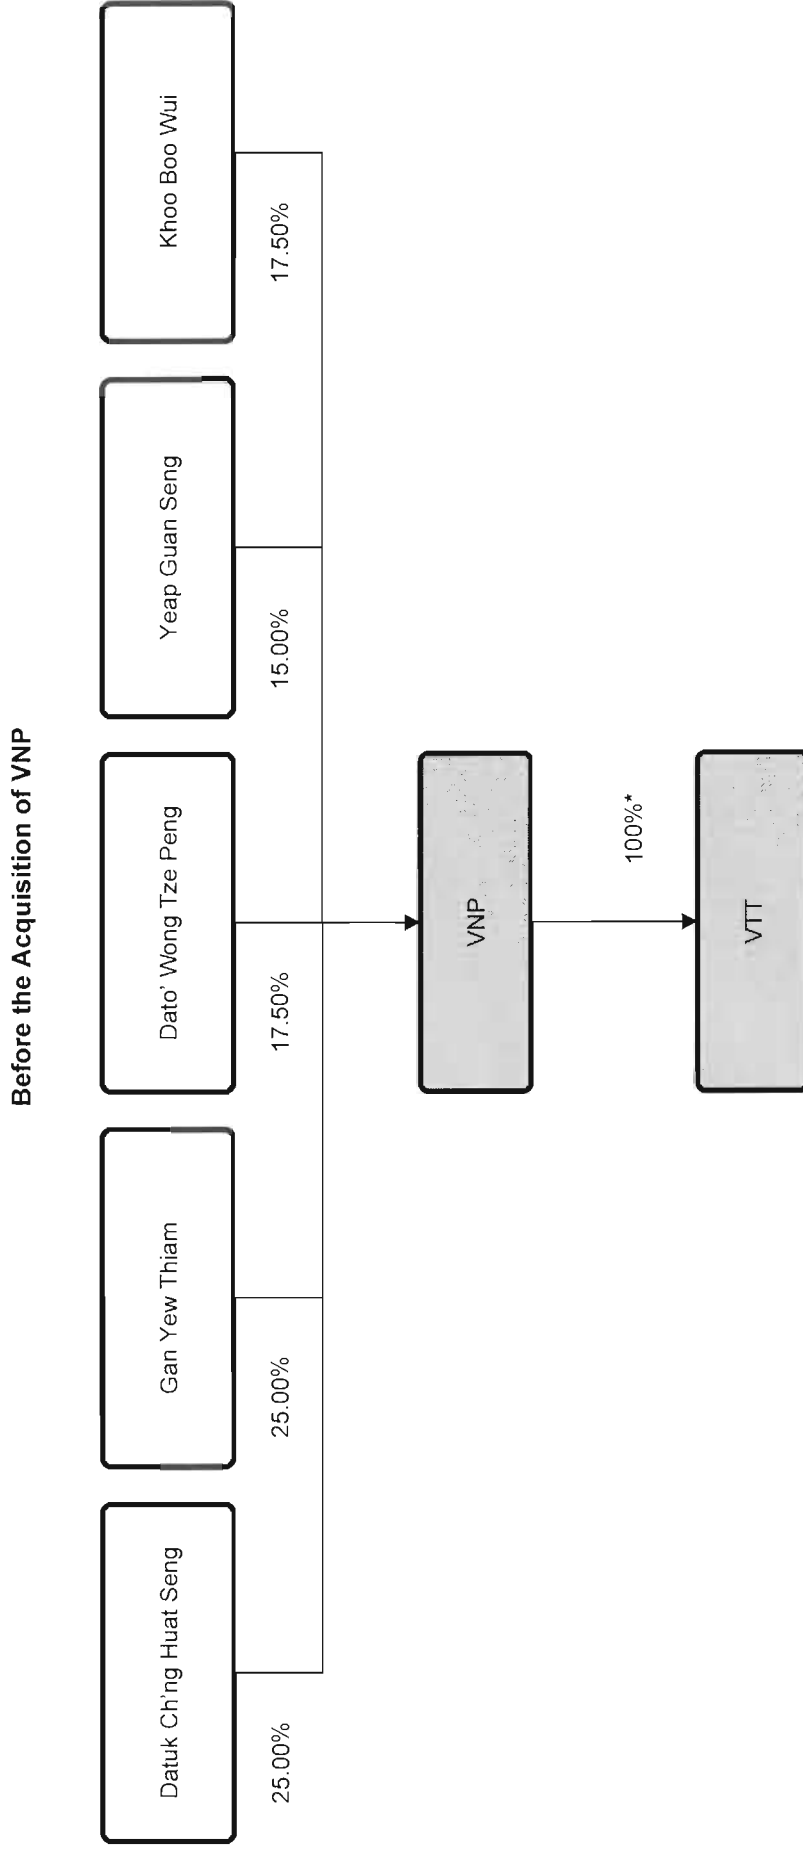 Before the Acquisition of VNP
Datuk Ch'ng Huat Seng
Gan Yew Thiam
Dato' Wong Tze Peng
Yeap Guan Seng
Khoo Boo Wui
25.00%
25.00%
17.50%
15.00%
17.50%
VNP
100%*
VTT